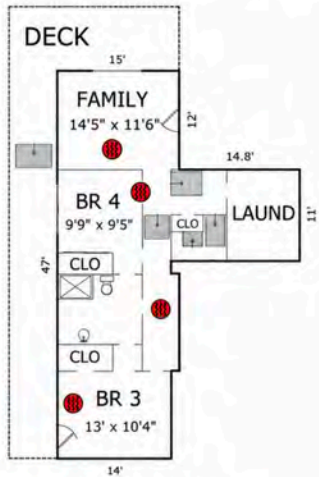 DECK
15'
FAMILY
14'5" x 11'6"
12'
14.8'
BR 4
9'9" x 9'5"
CLO
LAUND
11'
47'
CLO
CLO
BR 3
13' x 10'4"
14'